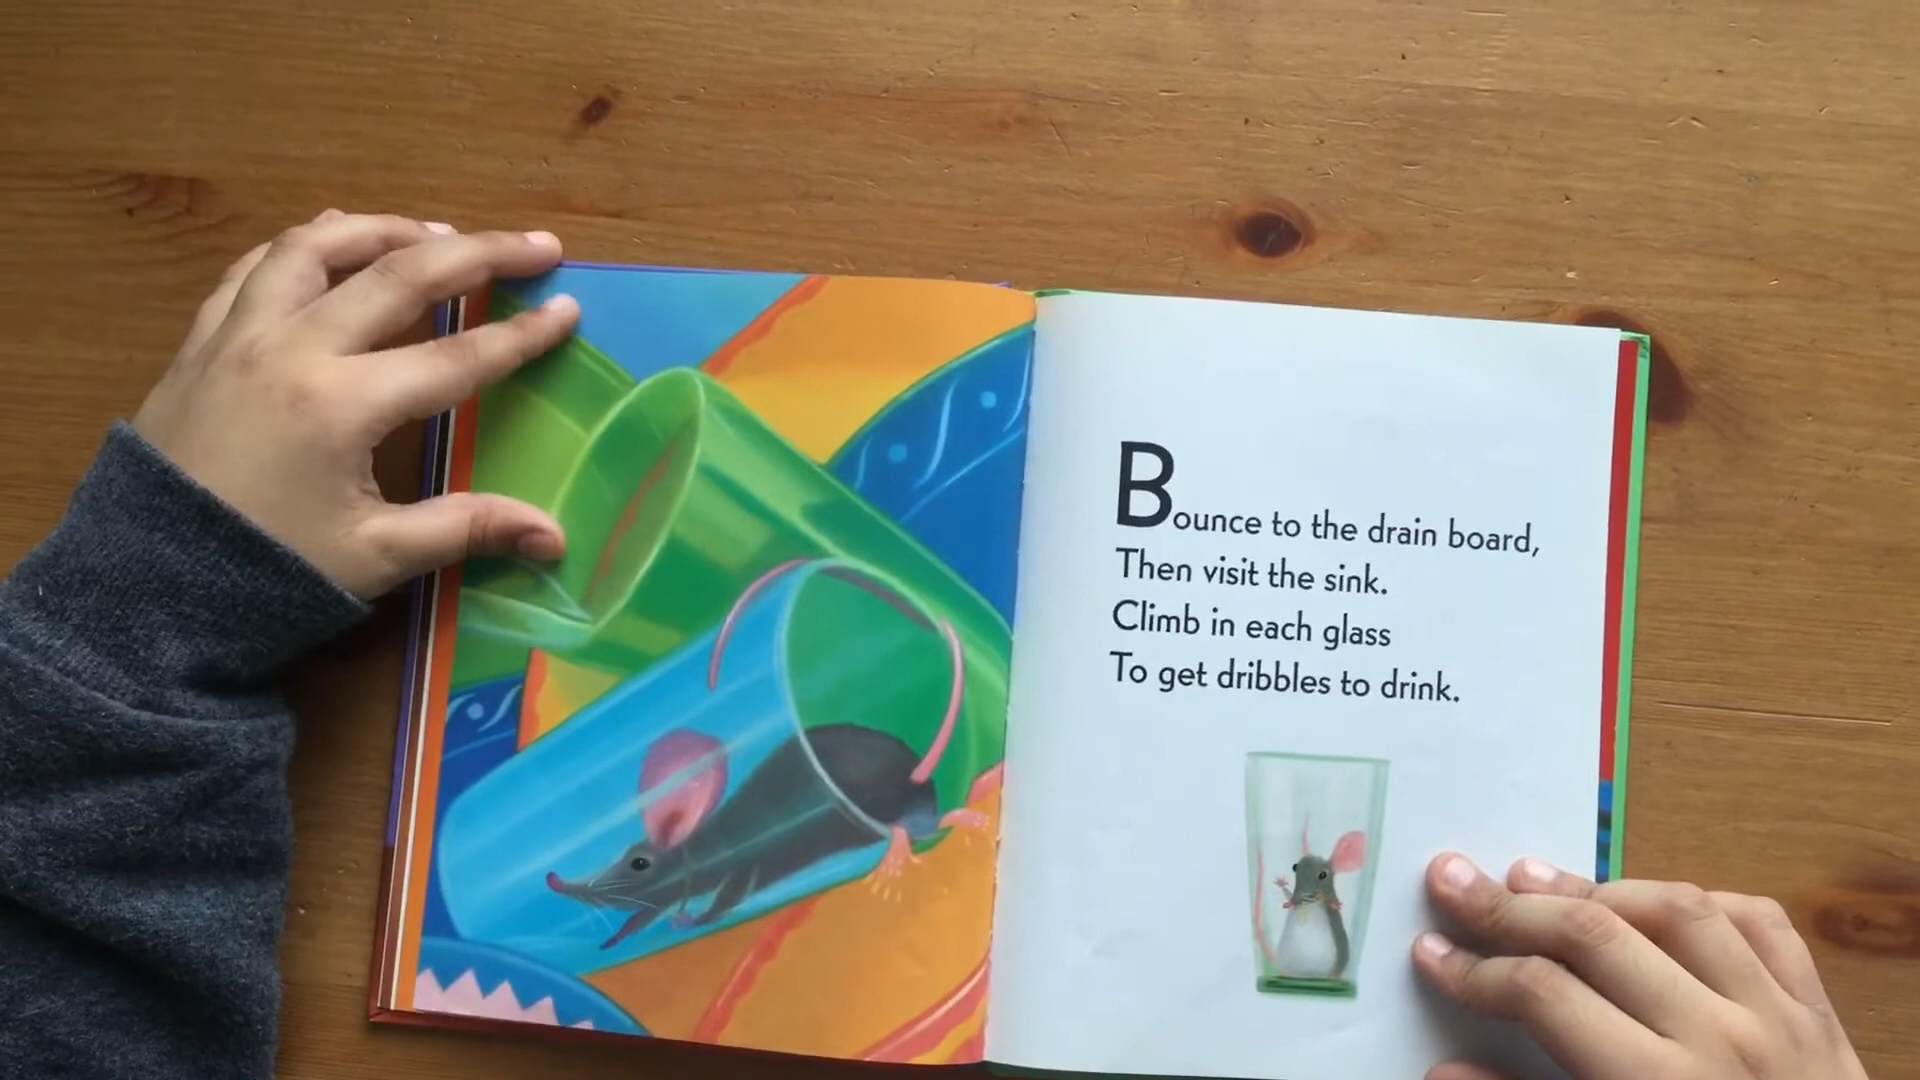 Bounce to the drain board,
Then visit the sink.
Climb in each glass
To get dribbles to drink.